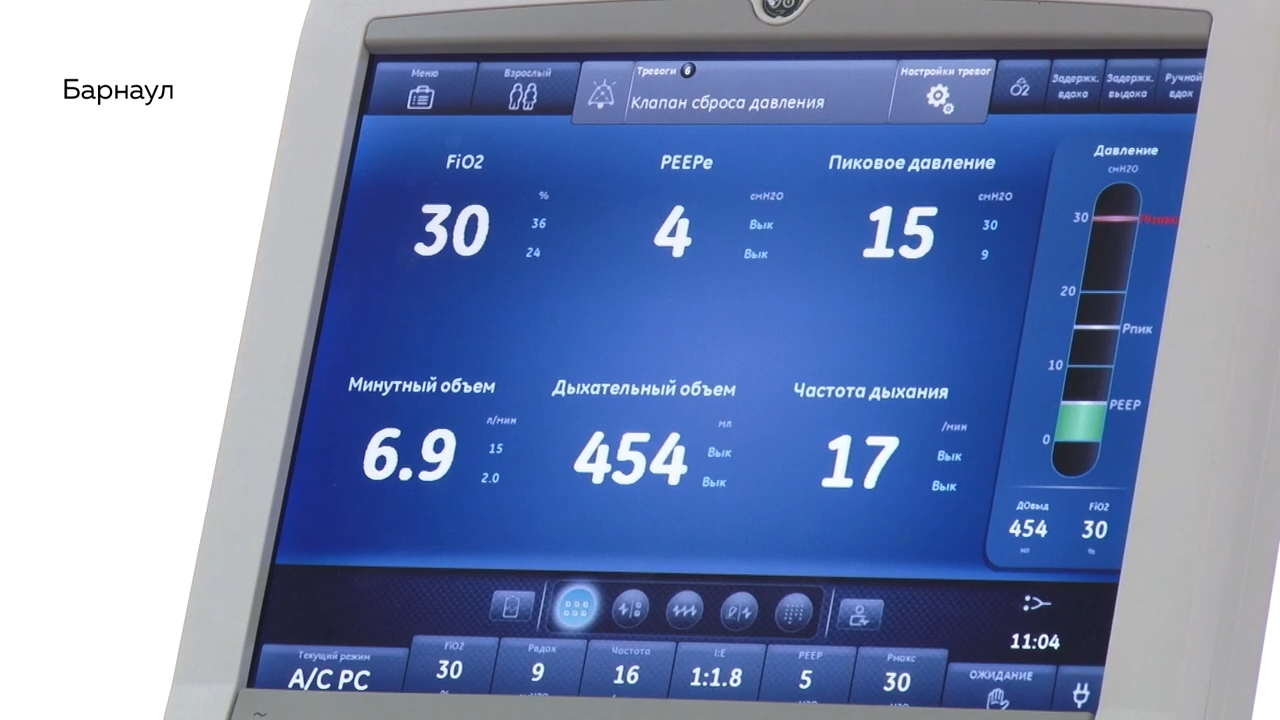 Барнаул
Меню
Взрослый
Тревоги 6
Клапан сброса давления
Настройки тревог
O2
Задержк. вдоха
Задержк. выдоха
Ручной вдох
FiO2
30
%
36
24
PEEPe
4
смH2O
Вык
Вык
Пиковое давление
15
смH2O
30
9
Минутный объем
6.9
л/мин
15
2.0
Дыхательный объем
454
мл
Вык
Вык
Частота дыхания
17
/мин
Вык
Вык
Давление
смH2O
30
20
Рпик
10
PEEP
0
ДОвыд
454
мл
FiO2
30
%
11:04
Текущий режим
A/C PC
FiO2
30
Рвдох
9
Частота
16
I:E
1:1.8
PEEP
5
Рмакс
30
ОЖИДАНИЕ